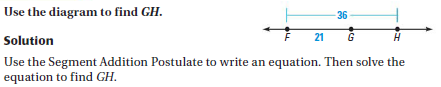 Use the diagram to find GH.
36
F 21 G H
Solution
Use the Segment Addition Postulate to write an equation. Then solve the
equation to find GH.